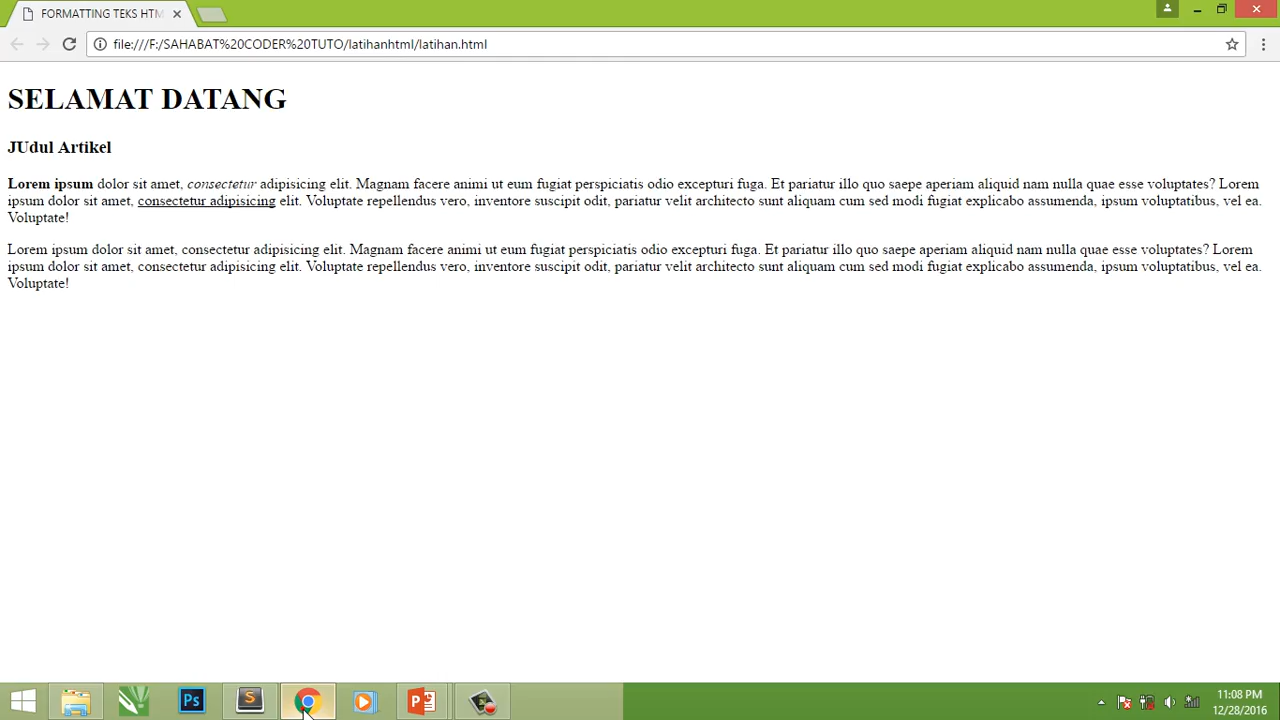 FORMATTING TEKS HTM
file:///F:/SAHABAT%20CODER%20TUTO/latihanhtml/latihan.html
SELAMAT DATANG
JUdul Artikel
Lorem ipsum dolor sit amet, consectetur adipisicing elit. Magnam facere animi ut eum fugiat perspiciatis odio excepturi fuga. Et pariatur illo quo saepe aperiam aliquid nam nulla quae esse voluptates? Lorem
ipsum dolor sit amet, consectetur adipisicing elit. Voluptate repellendus vero, inventore suscipit odit, pariatur velit architecto sunt aliquam cum sed modi fugiat explicabo assumenda, ipsum voluptatibus, vel ea.
Voluptate!
Lorem ipsum dolor sit amet, consectetur adipisicing elit. Magnam facere animi ut eum fugiat perspiciatis odio excepturi fuga. Et pariatur illo quo saepe aperiam aliquid nam nulla quae esse voluptates? Lorem
ipsum dolor sit amet, consectetur adipisicing elit. Voluptate repellendus vero, inventore suscipit odit, pariatur velit architecto sunt aliquam cum sed modi fugiat explicabo assumenda, ipsum voluptatibus, vel ea.
Voluptate!
Ps
S
P
11:08 PM
12/28/2016